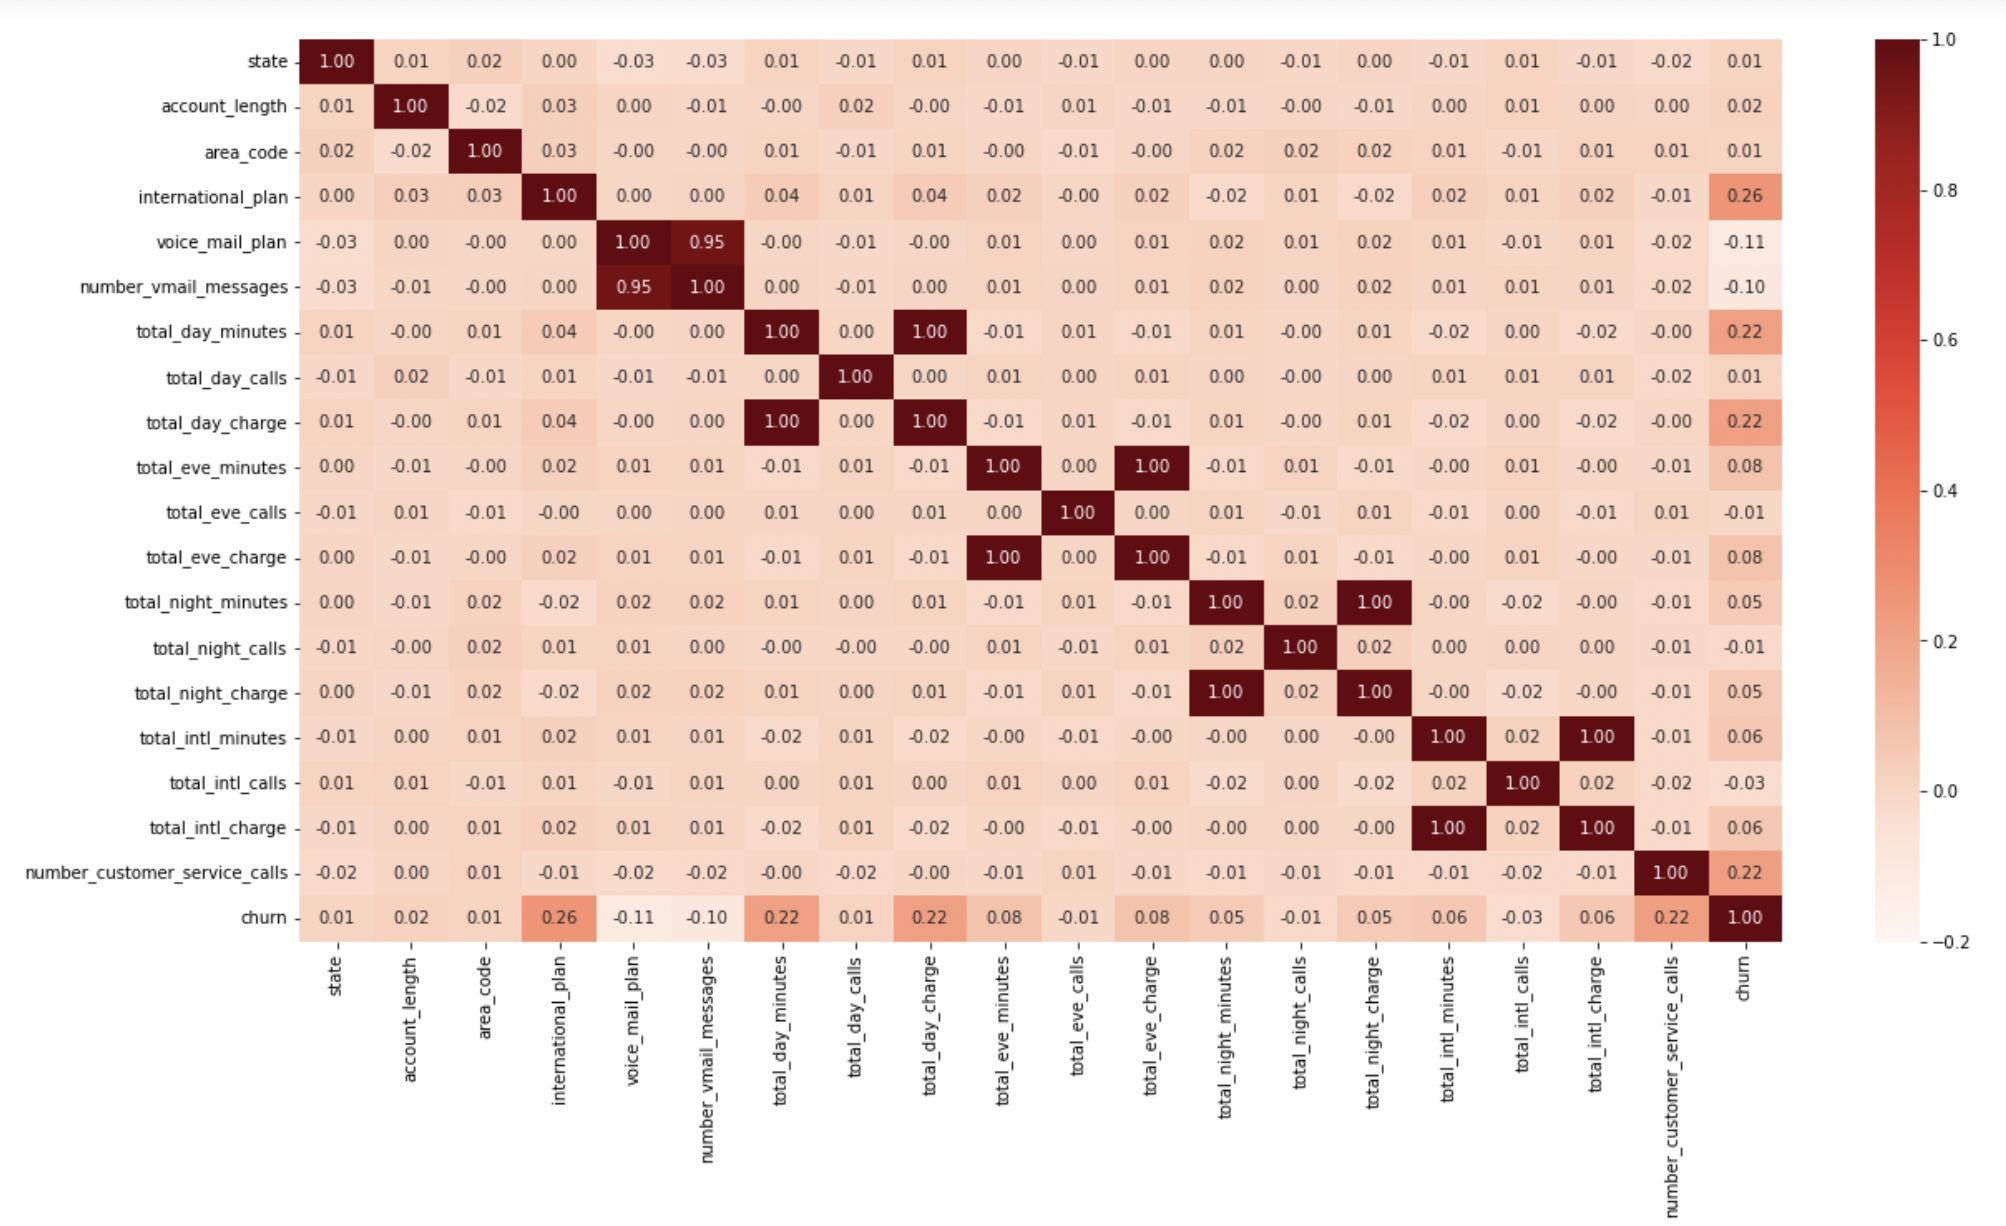 state 1.00 0.01 0.02 0.00 -0.03 -0.03 0.01 -0.01 0.01 0.00 -0.01 0.00 0.00 -0.01 0.00 -0.01 0.01 -0.01 -0.02 0.01
account_length 0.01 1.00 -0.02 0.03 0.00 -0.01 -0.00 0.02 -0.00 -0.01 0.01 -0.01 -0.01 -0.00 -0.01 0.00 0.01 0.00 0.00 0.02
area_code 0.02 -0.02 1.00 0.03 -0.00 -0.00 0.01 -0.01 0.01 -0.00 -0.01 -0.00 0.02 0.02 0.02 0.01 -0.01 0.01 0.01 0.01
international_plan 0.00 0.03 0.03 1.00 0.00 0.00 0.04 0.01 0.04 0.02 -0.00 0.02 -0.02 0.01 -0.02 0.02 0.01 0.02 -0.01 0.26
voice_mail_plan -0.03 0.00 -0.00 0.00 1.00 0.95 -0.00 -0.01 -0.00 0.01 0.00 0.01 0.02 0.01 0.02 0.01 -0.01 0.01 -0.02 -0.11
number_vmail_messages -0.03 -0.01 -0.00 0.00 0.95 1.00 0.00 -0.01 0.00 0.01 0.00 0.01 0.02 0.00 0.02 0.01 0.01 0.01 -0.02 -0.10
total_day_minutes 0.01 -0.00 0.01 0.04 -0.00 0.00 1.00 0.00 1.00 -0.01 0.01 -0.01 0.01 -0.00 0.01 -0.02 0.00 -0.02 -0.00 0.22
total_day_calls -0.01 0.02 -0.01 0.01 -0.01 -0.01 0.00 1.00 0.00 0.01 0.00 0.01 0.00 -0.00 0.00 0.01 0.01 0.01 -0.02 0.01
total_day_charge 0.01 -0.00 0.01 0.04 -0.00 0.00 1.00 0.00 1.00 -0.01 0.01 -0.01 0.01 -0.00 0.01 -0.02 0.00 -0.02 -0.00 0.22
total_eve_minutes 0.00 -0.01 -0.00 0.02 0.01 0.01 -0.01 0.01 -0.01 1.00 0.00 1.00 -0.01 0.01 -0.01 -0.00 0.01 -0.00 -0.01 0.08
total_eve_calls -0.01 0.01 -0.01 -0.00 0.00 0.00 0.01 0.00 0.01 0.00 1.00 0.00 0.01 -0.01 0.01 -0.01 0.00 -0.01 0.01 -0.01
total_eve_charge 0.00 -0.01 -0.00 0.02 0.01 0.01 -0.01 0.01 -0.01 1.00 0.00 1.00 -0.01 0.01 -0.01 -0.00 0.01 -0.00 -0.01 0.08
total_night_minutes 0.00 -0.01 0.02 -0.02 0.02 0.02 0.01 0.00 0.01 -0.01 0.01 -0.01 1.00 0.02 1.00 -0.00 -0.02 -0.00 -0.01 0.05
total_night_calls -0.01 -0.00 0.02 0.01 0.01 0.00 -0.00 -0.00 -0.00 0.01 -0.01 0.01 0.02 1.00 0.02 0.00 0.00 0.00 -0.01 -0.01
total_night_charge 0.00 -0.01 0.02 -0.02 0.02 0.02 0.01 0.00 0.01 -0.01 0.01 -0.01 1.00 0.02 1.00 -0.00 -0.02 -0.00 -0.01 0.05
total_intl_minutes -0.01 0.00 0.01 0.02 0.01 0.01 -0.02 0.01 -0.02 -0.00 -0.01 -0.00 -0.00 0.00 -0.00 1.00 0.02 1.00 -0.01 0.06
total_intl_calls 0.01 0.01 -0.01 0.01 -0.01 0.01 0.00 0.01 0.00 0.01 0.00 0.01 -0.02 0.00 -0.02 0.02 1.00 0.02 -0.02 -0.03
total_intl_charge -0.01 0.00 0.01 0.02 0.01 0.01 -0.02 0.01 -0.02 -0.00 -0.01 -0.00 -0.00 0.00 -0.00 1.00 0.02 1.00 -0.01 0.06
number_customer_service_calls -0.02 0.00 0.01 -0.01 -0.02 -0.02 -0.00 -0.02 -0.00 -0.01 0.01 -0.01 -0.01 -0.01 -0.01 -0.01 -0.02 -0.01 1.00 0.22
churn 0.01 0.02 0.01 0.26 -0.11 -0.10 0.22 0.01 0.22 0.08 -0.01 0.08 0.05 -0.01 0.05 0.06 -0.03 0.06 0.22 1.00
state
account_length
area_code
international_plan
voice_mail_plan
number_vmail_messages
total_day_minutes
total_day_calls
total_day_charge
total_eve_minutes
total_eve_calls
total_eve_charge
total_night_minutes
total_night_calls
total_night_charge
total_intl_minutes
total_intl_calls
total_intl_charge
number_customer_service_calls
churn
1.0
0.8
0.6
0.4
0.2
0.0
−0.2